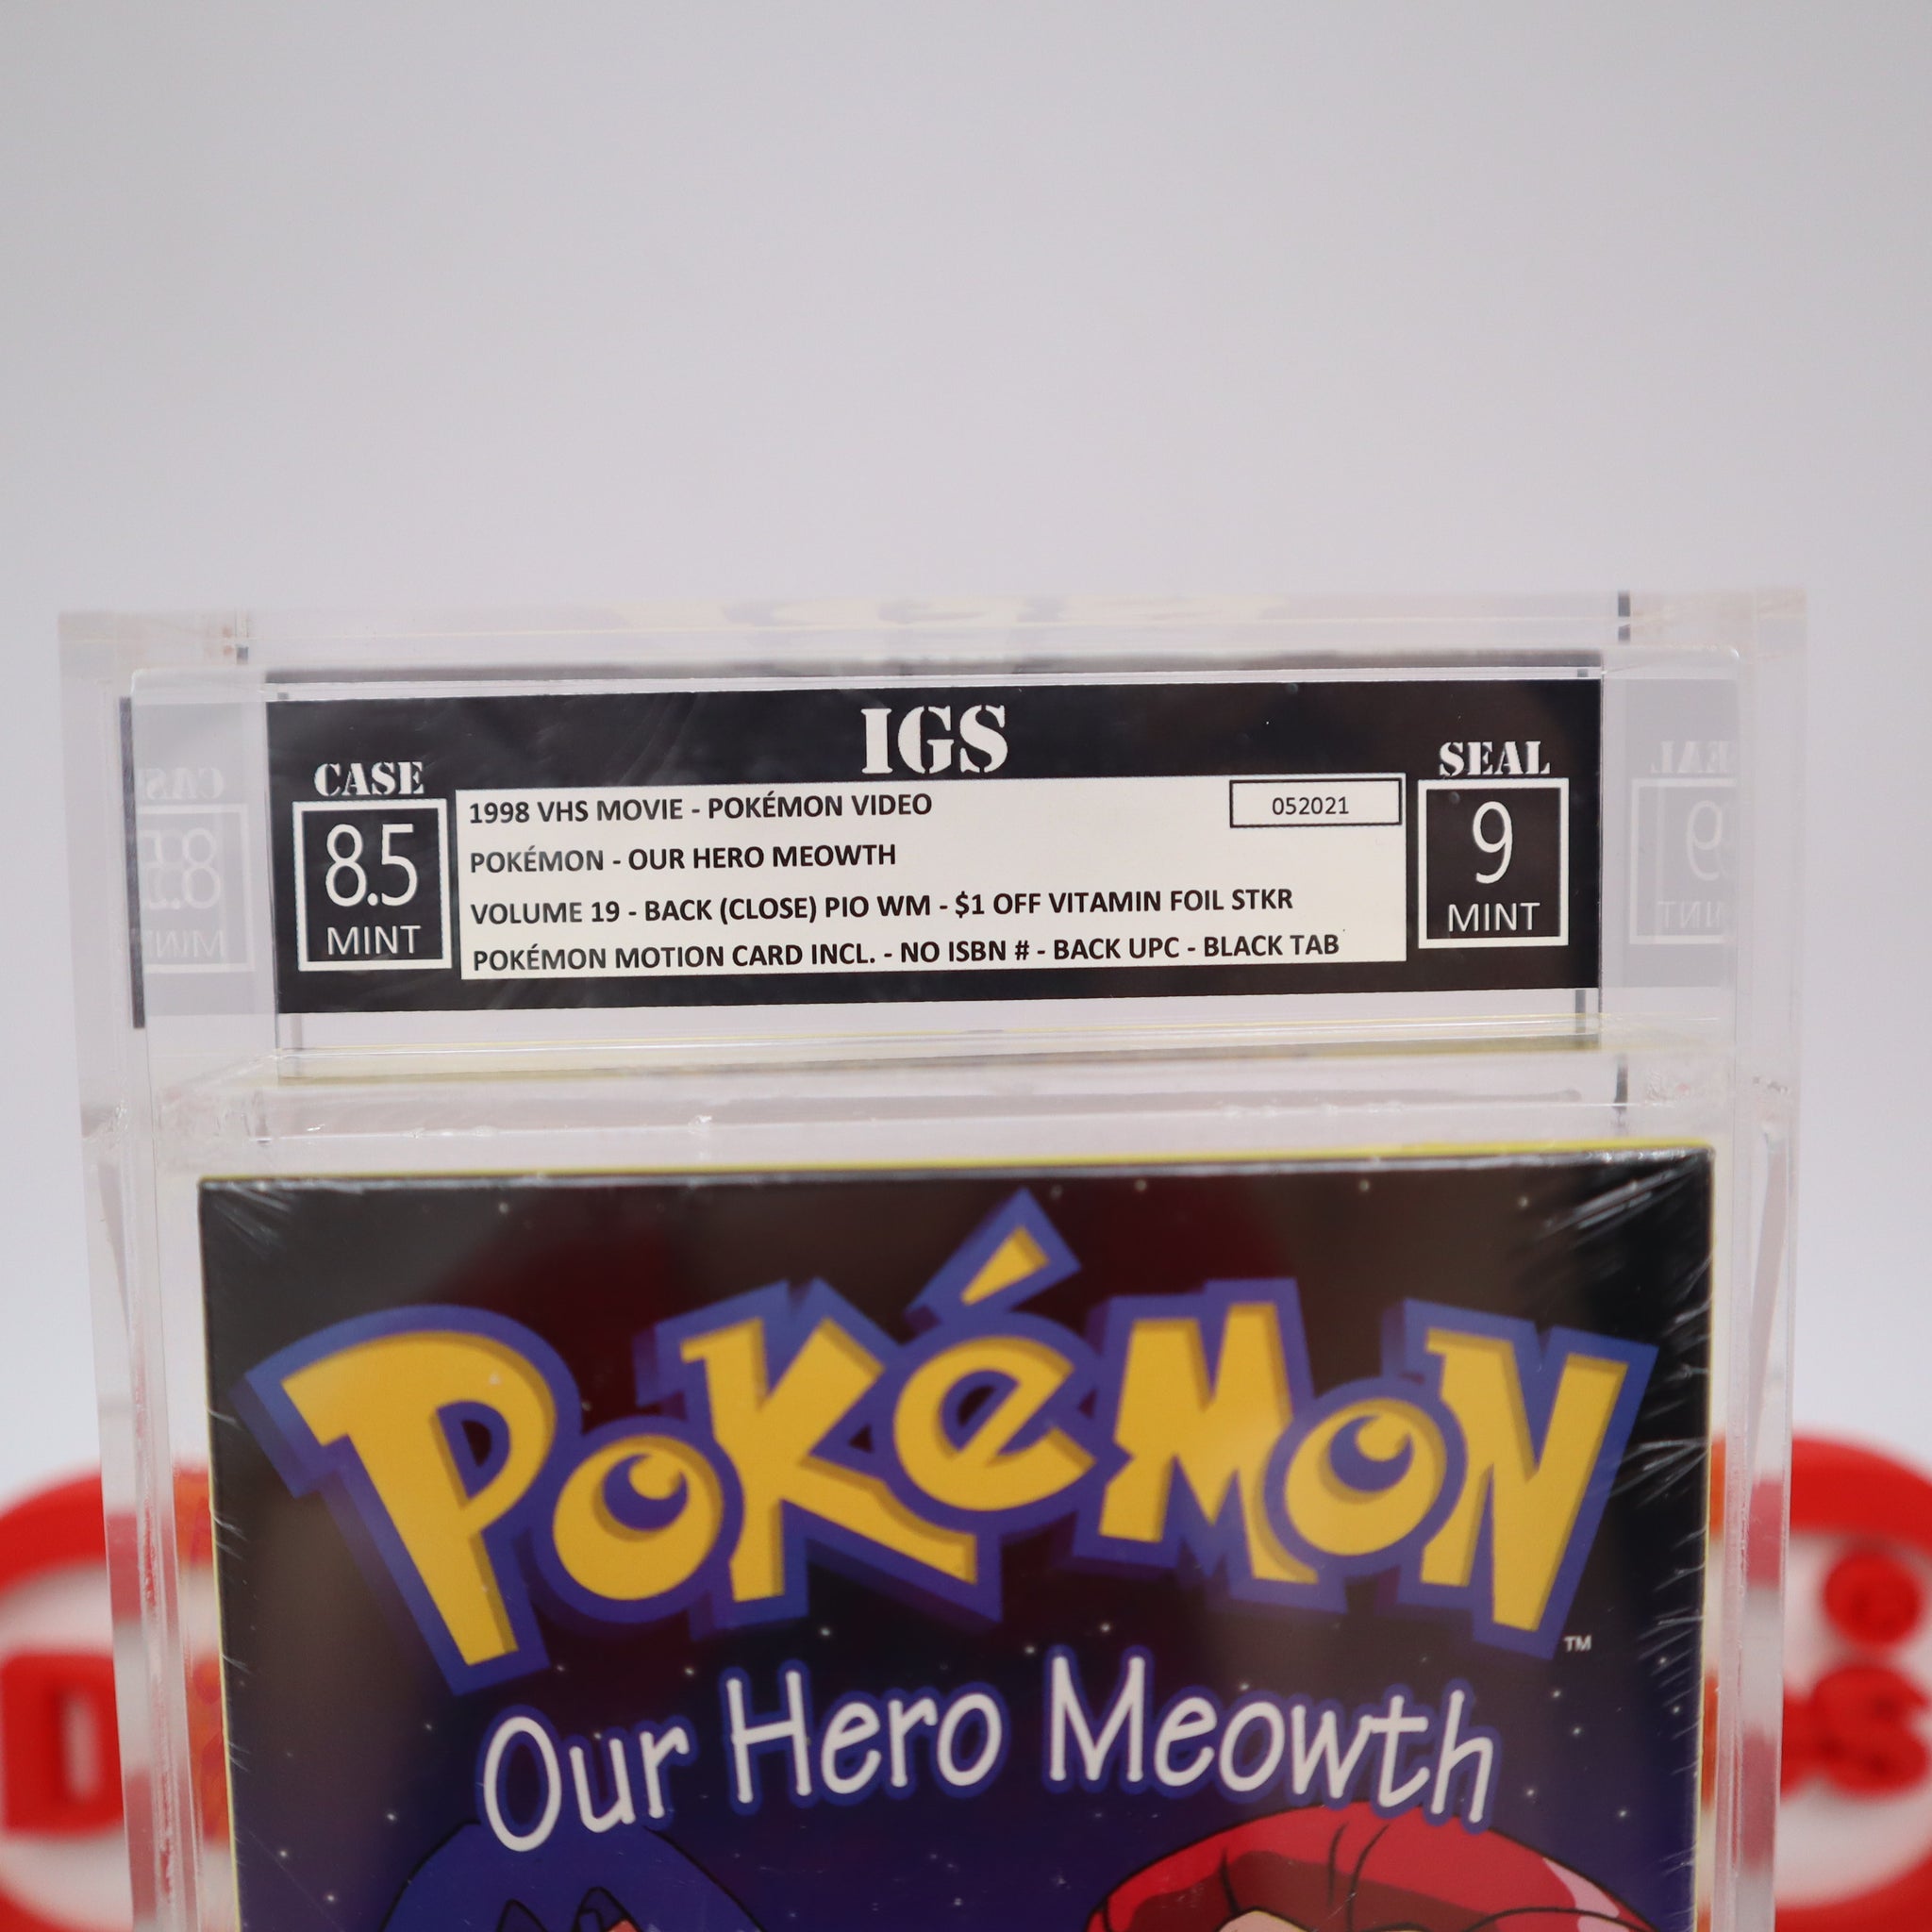 IGS
CASE
8.5
MINT
1998 VHS MOVIE - POKÉMON VIDEO
052021
POKÉMON - OUR HERO MEOWTH
VOLUME 19 - BACK (CLOSE) PIO WM - $1 OFF VITAMIN FOIL STKR
POKÉMON MOTION CARD INCL. - NO ISBN # - BACK UPC - BLACK TAB
SEAL
9
MINT
POKéMON
TM
Our Hero Meowth